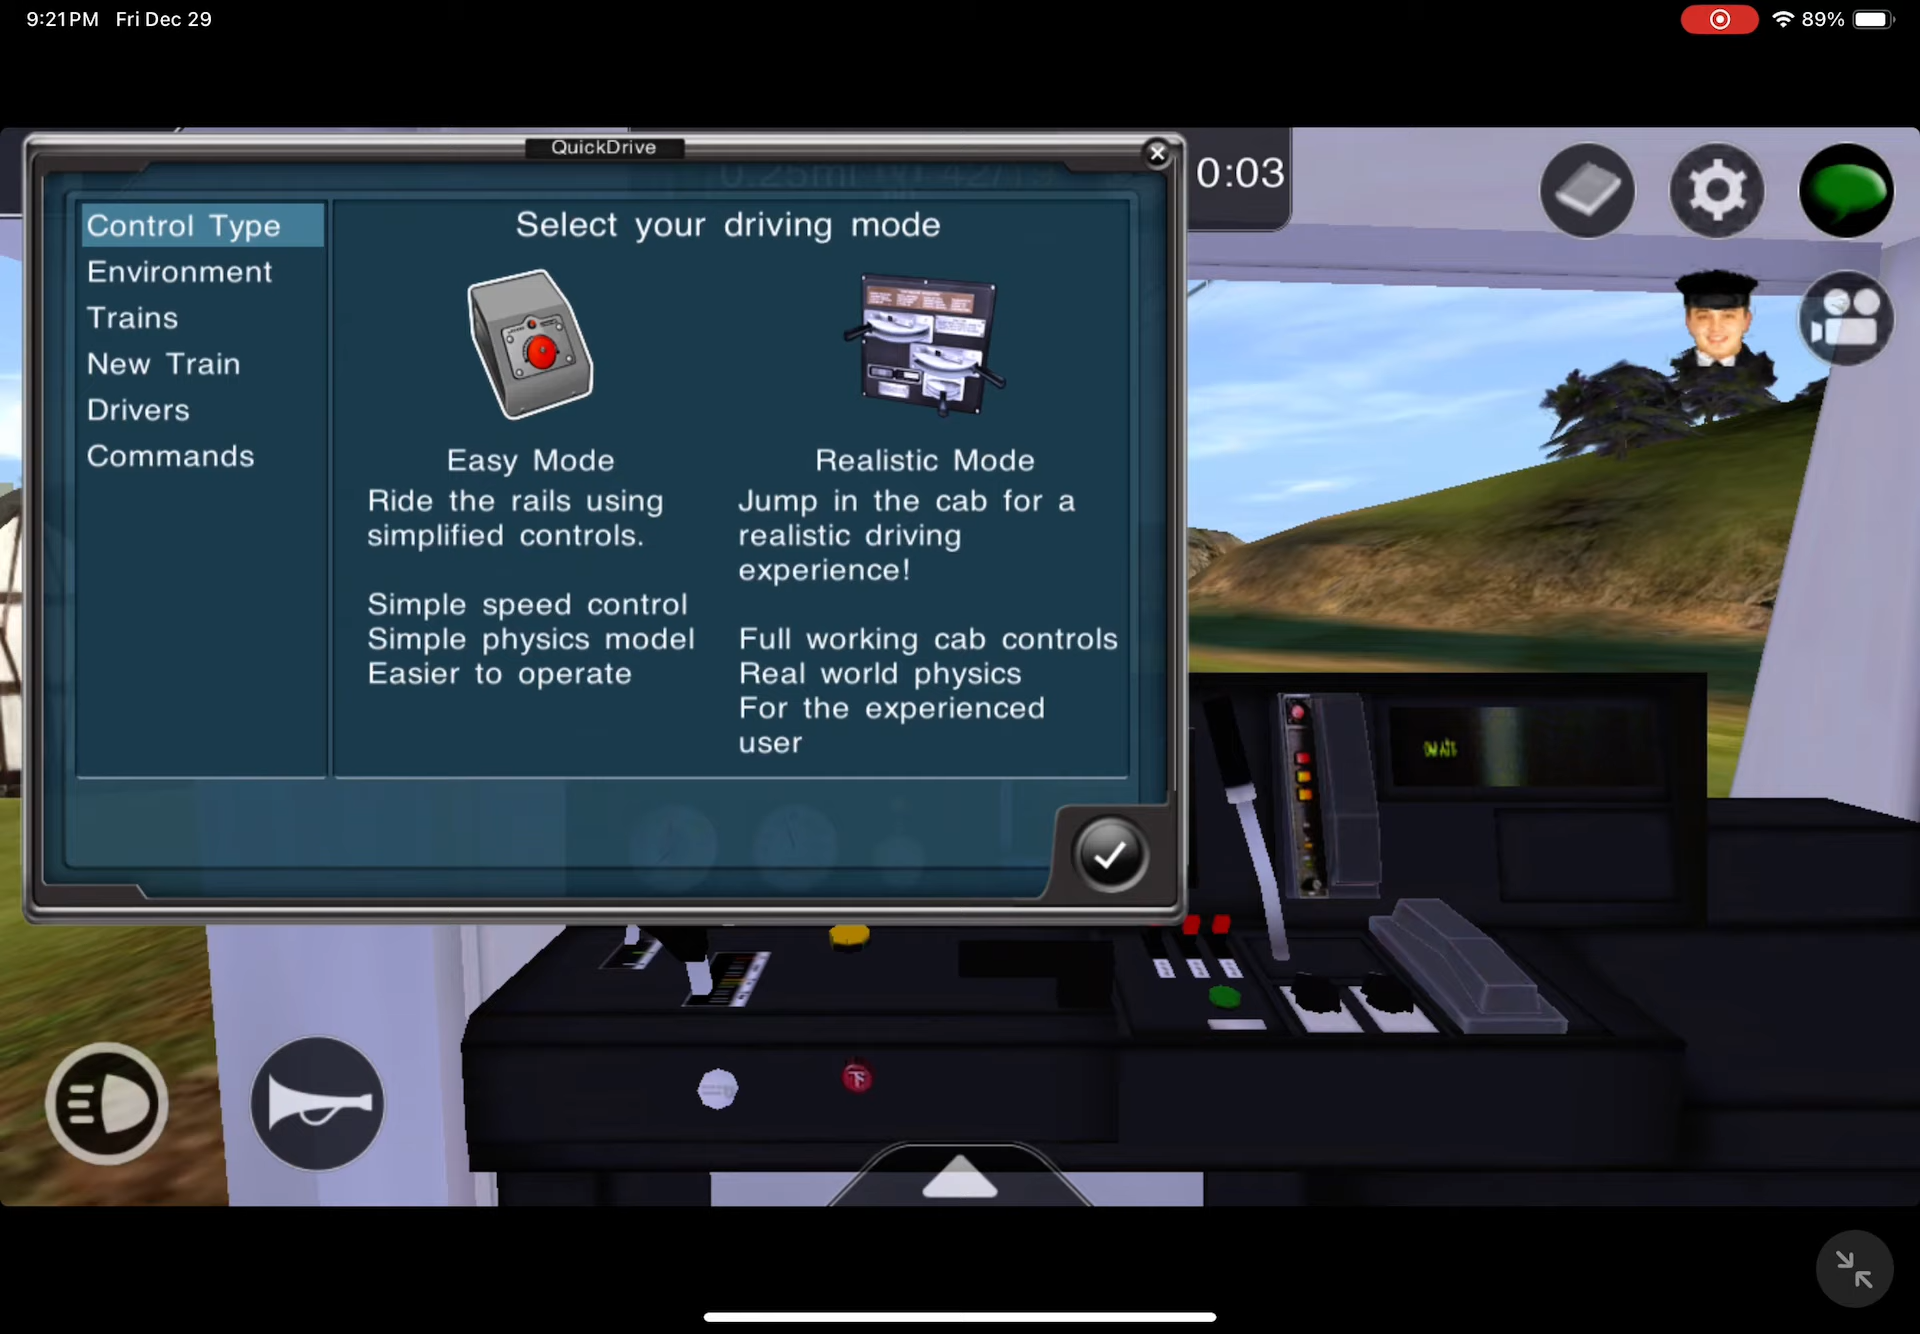 9:21PM Fri Dec 29
89%
QuickDrive
0:03
Control Type
Environment
Trains
New Train
Drivers
Commands
Select your driving mode
Easy Mode
Ride the rails using
simplified controls.
Simple speed control
Simple physics model
Easier to operate
Realistic Mode
Jump in the cab for a
realistic driving
experience!
Full working cab controls
Real world physics
For the experienced
user